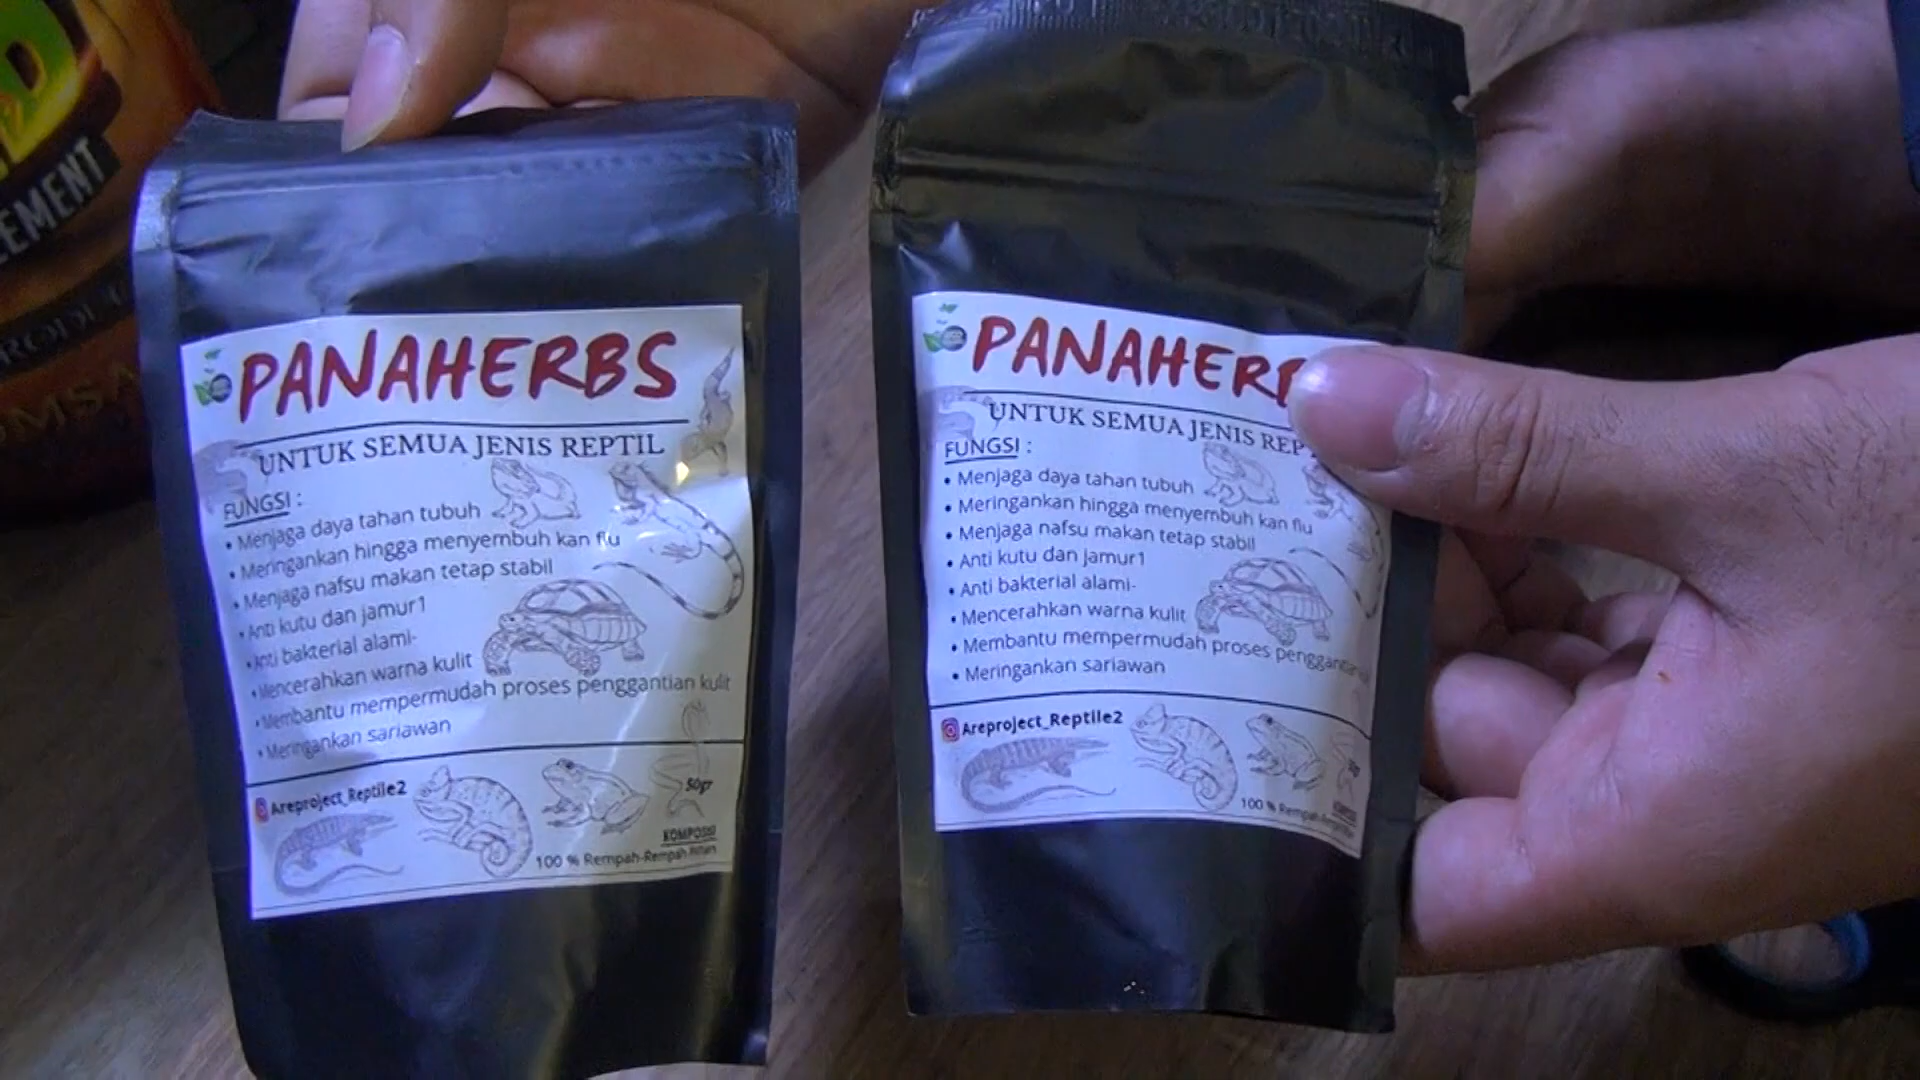 EMENT
PANAHERBS
UNTUK SEMUA JENIS REPTIL
FUNGSI :
• Menjaga daya tahan tubuh
• Meringankan hingga menyembuh kan flu
• Menjaga nafsu makan tetap stabil
• Anti kutu dan jamur1
• Anti bakterial alami-
• Mencerahkan warna kulit
• Membantu mempermudah proses penggantian kulit
• Meringankan sariawan
Areproject_Reptile2
50gr
KOMPOSISI
100 % Rempah-Rempah
PANAHERB
UNTUK SEMUA JENIS REP
FUNGSI :
• Menjaga daya tahan tubuh
• Meringankan hingga menyembuh kan flu
• Menjaga nafsu makan tetap stabil
• Anti kutu dan jamur1
• Anti bakterial alami-
• Mencerahkan warna kulit
• Membantu mempermudah proses penggantian
• Meringankan sariawan
Areproject_Reptile2
KOMPOSISI
100 % Rempah-